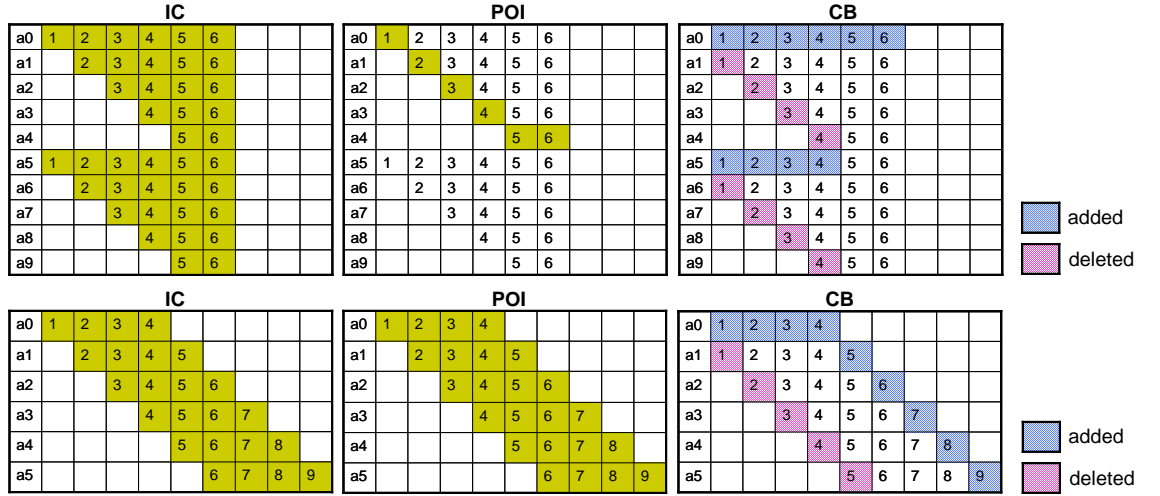 IC
a0 1 2 3 4 5 6
a1 2 3 4 5 6
a2 3 4 5 6
a3 4 5 6
a4 5 6
a5 1 2 3 4 5 6
a6 2 3 4 5 6
a7 3 4 5 6
a8 4 5 6
a9 5 6
POI
a0 1 2 3 4 5 6
a1 2 3 4 5 6
a2 3 4 5 6
a3 4 5 6
a4 5 6
a5 1 2 3 4 5 6
a6 2 3 4 5 6
a7 3 4 5 6
a8 4 5 6
a9 5 6
CB
a0 1 2 3 4 5 6
a1 1 2 3 4 5 6
a2 2 3 4 5 6
a3 3 4 5 6
a4 4 5 6
a5 1 2 3 4 5 6
a6 1 2 3 4 5 6
a7 2 3 4 5 6
a8 3 4 5 6
a9 4 5 6
added
deleted
IC
a0 1 2 3 4
a1 2 3 4 5
a2 3 4 5 6
a3 4 5 6 7
a4 5 6 7 8
a5 6 7 8 9
POI
a0 1 2 3 4
a1 2 3 4 5
a2 3 4 5 6
a3 4 5 6 7
a4 5 6 7 8
a5 6 7 8 9
CB
a0 1 2 3 4
a1 1 2 3 4 5
a2 2 3 4 5 6
a3 3 4 5 6 7
a4 4 5 6 7 8
a5 5 6 7 8 9
added
deleted